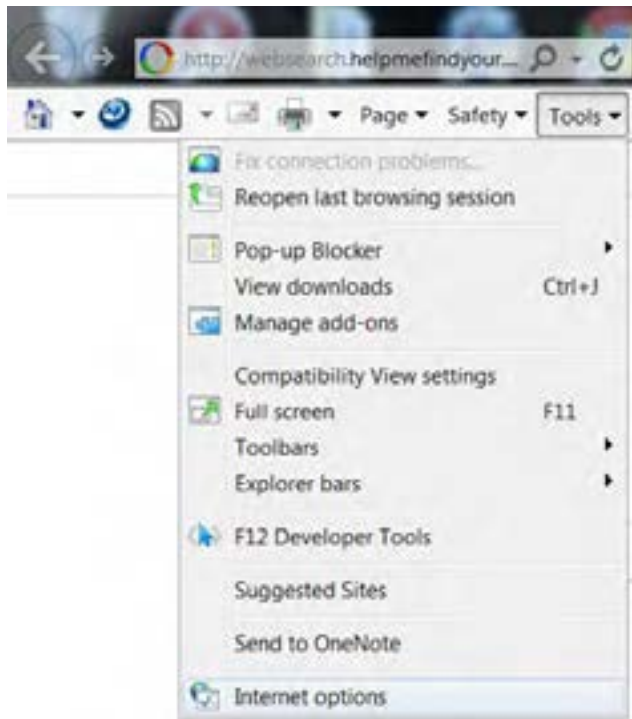 http://websearch.helpmefindyour...
Page Safety Tools
Fix connection problems...
Reopen last browsing session
Pop-up Blocker
View downloads Ctrl+J
Manage add-ons
Compatibility View settings
Full screen F11
Toolbars
Explorer bars
F12 Developer Tools
Suggested Sites
Send to OneNote
Internet options